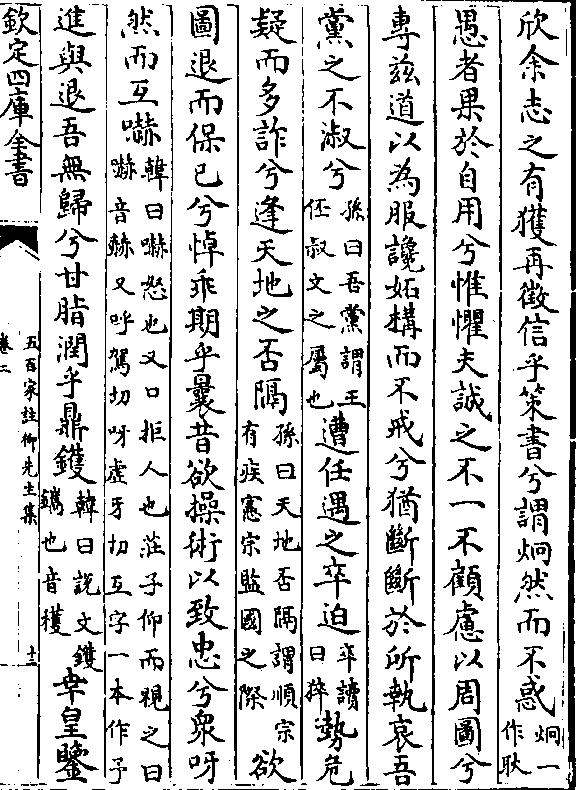 欣余志之有獲再徵信乎策書兮謂炯然而不惑炯一作耿
愚者果於自用兮惟懼夫誠之不一不顧慮以周圖兮
専兹道以為服讒妬構而不戒兮猶斷斷於所執哀吾
黨之不淑兮孫曰吾黨謂王伾叔文之屬也遭任遇之卒迫卒讀曰猝勢危
疑而多詐兮逢天地之否隔孫曰天地否隔謂順宗有疾憲宗監國之際欲
圖退而保已兮悼乖期乎曩昔欲操術以致忠兮衆呀
然而互嚇韓曰嚇怒也又口拒人也莊子仰而視之曰嚇音赫又呼駕切呀虚牙切互字一本作予
進與退吾無歸兮甘脂潤乎鼎鑊韓曰説文鑊鑴也音穫幸皇鑒
欽定四庫全書
五百家註柳先生集
卷二
十三